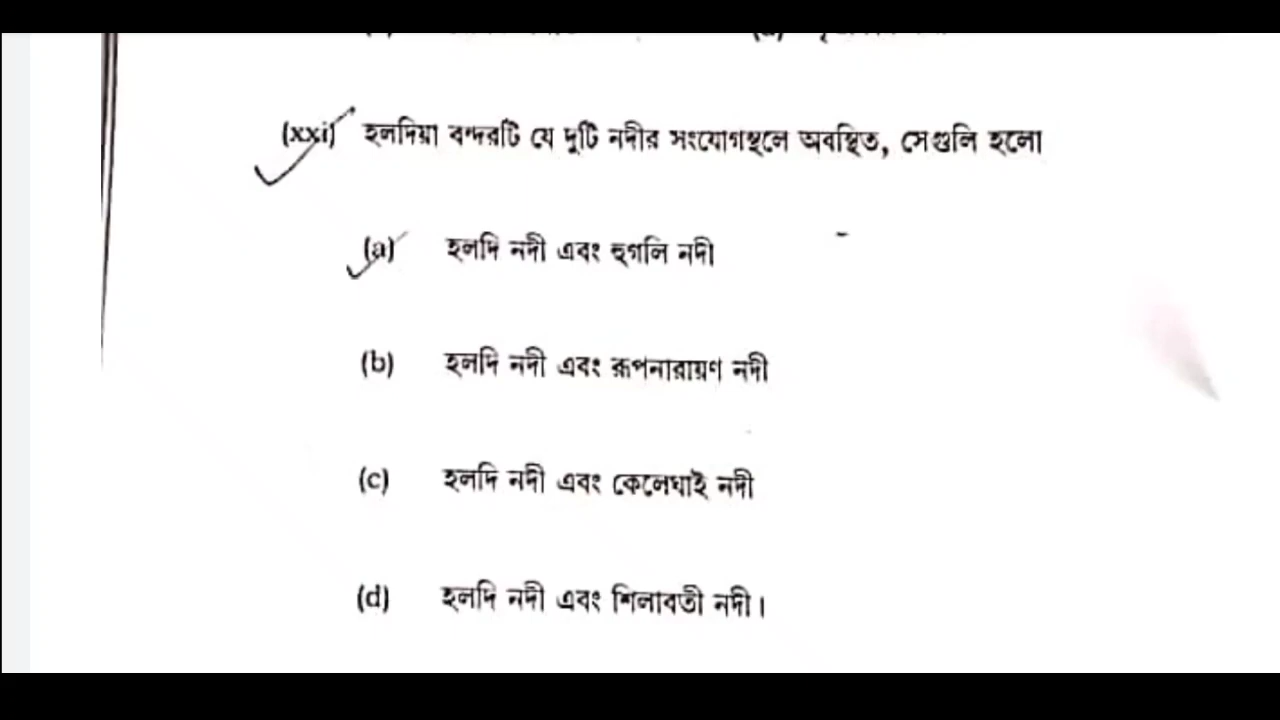 (xxi) হলদিয়া বন্দরটি যে দুটি নদীর সংযোগস্থলে অবস্থিত, সেগুলি হলো
(a) হলদি নদী এবং হুগলি নদী
(b) হলদি নদী এবং রূপনারায়ণ নদী
(c) হলদি নদী এবং কেলেঘাই নদী
(d) হলদি নদী এবং শিলাবতী নদী।